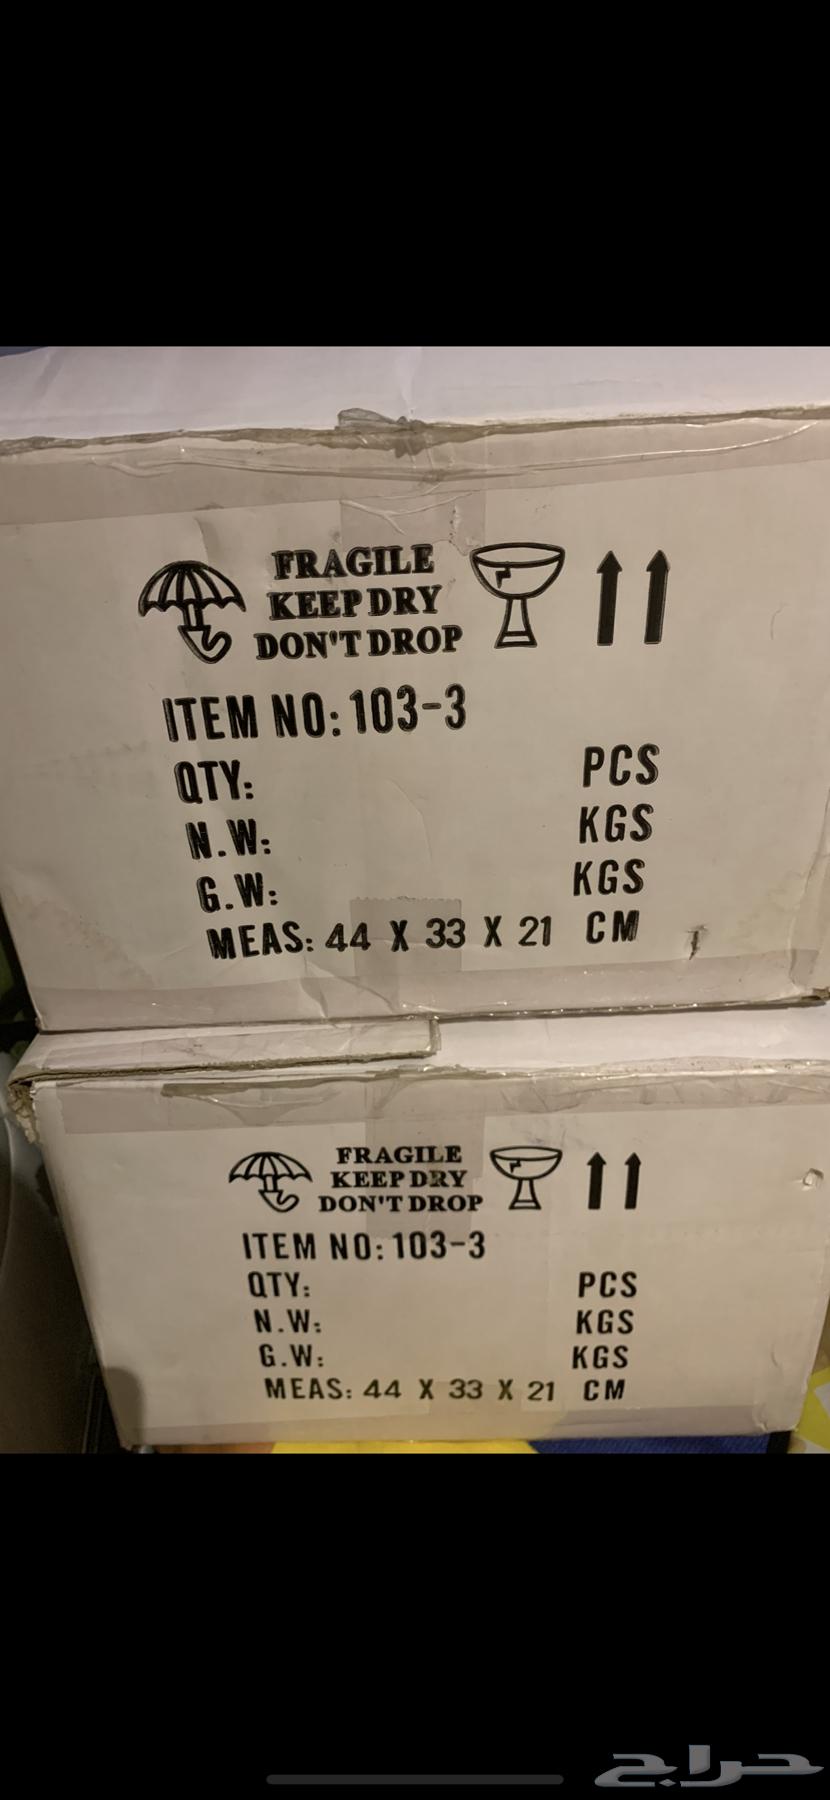 FRAGILE
KEEP DRY
DON'T DROP
ITEM NO: 103-3
QTY: PCS
N.W: KGS
G.W: KGS
MEAS: 44 X 33 X 21 CM
FRAGILE
KEEP DRY
DON'T DROP
ITEM NO: 103-3
QTY: PCS
N.W: KGS
G.W: KGS
MEAS: 44 X 33 X 21 CM
حراج